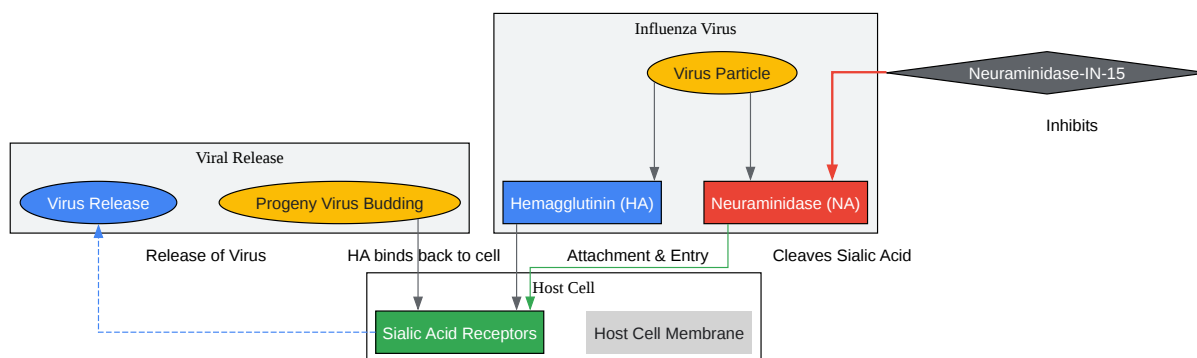 Influenza Virus
Virus Particle
Neuraminidase-IN-15
Inhibits
Viral Release
Virus Release
Progeny Virus Budding
Hemagglutinin (HA)
Neuraminidase (NA)
Release of Virus
HA binds back to cell
Attachment & Entry
Cleaves Sialic Acid
Host Cell
Sialic Acid Receptors
Host Cell Membrane